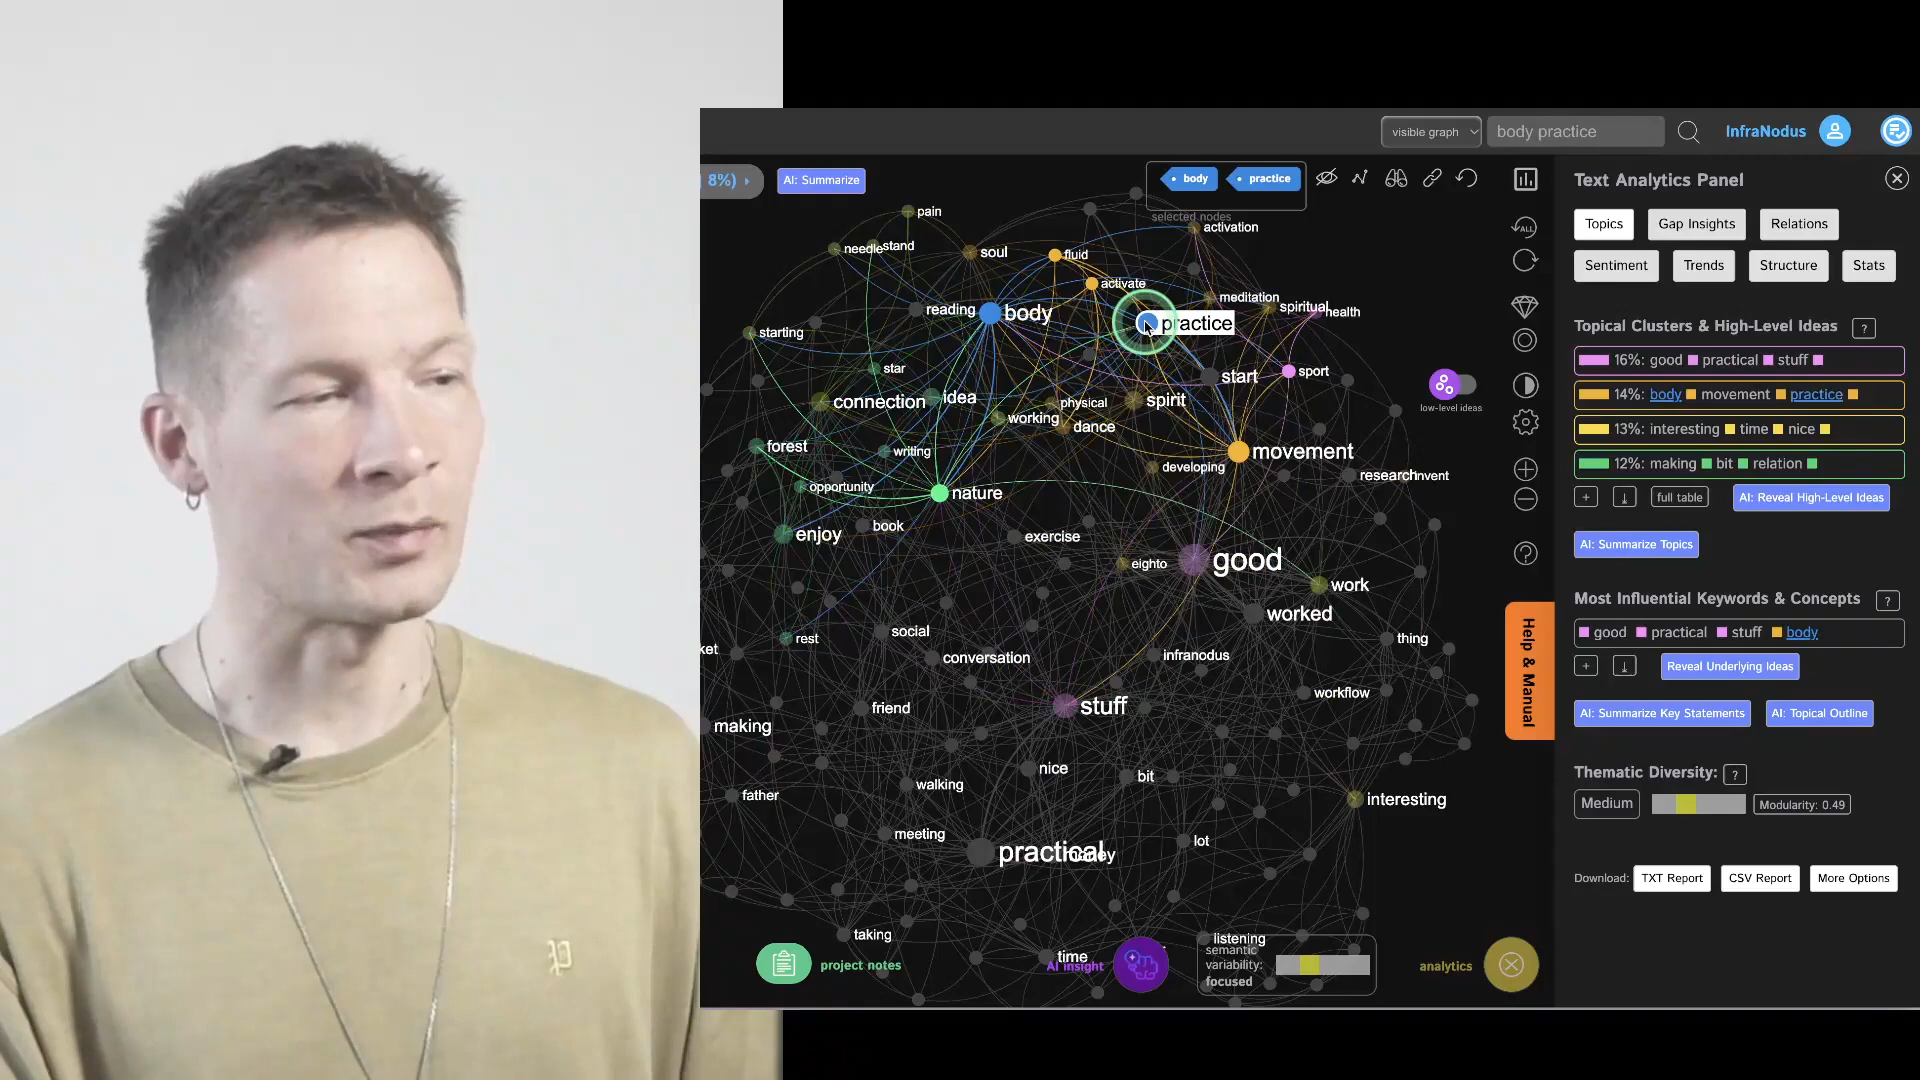 visible graph
body practice
InfraNodus
8%)
AI: Summarize
body
practice
selected nodes
Text Analytics Panel
Topics
Gap Insights
Relations
Sentiment
Trends
Structure
Stats
Topical Clusters & High-Level Ideas
?
16%: good practical stuff
14%: body movement practice
13%: interesting time nice
12%: making bit relation
+
full table
AI: Reveal High-Level Ideas
AI: Summarize Topics
Most Influential Keywords & Concepts
?
good practical stuff body
+
Reveal Underlying Ideas
AI: Summarize Key Statements
AI: Topical Outline
Thematic Diversity:
?
Medium
Modularity: 0.49
Download:
TXT Report
CSV Report
More Options
ALL
low-level ideas
Help & Manual
pain
needle
stand
soul
fluid
activation
activate
meditation
spiritual
health
reading
body
practice
starting
star
start
sport
connection
idea
physical
spirit
working
dance
forest
writing
movement
developing
research
invent
opportunity
nature
enjoy
book
exercise
good
eighto
work
worked
rest
social
thing
ket
conversation
infranodus
workflow
friend
stuff
making
nice
bit
walking
father
interesting
meeting
lot
practical
taking
listening
time
project notes
AI insight
semantic
variability:
focused
analytics